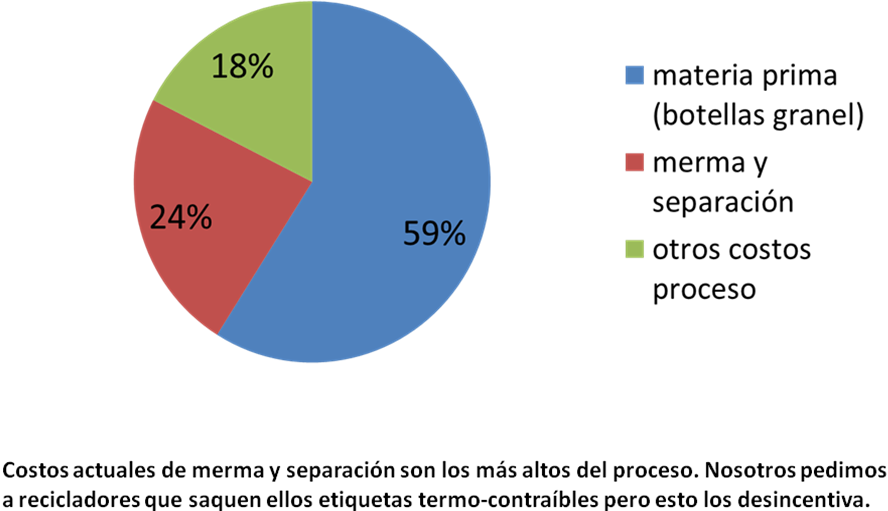 18%
24%
59%
materia prima
(botellas granel)
merma y
separación
otros costos
proceso
Costos actuales de merma y separación son los más altos del proceso. Nosotros pedimos
a recicladores que saquen ellos etiquetas termo-contraíbles pero esto los desincentiva.